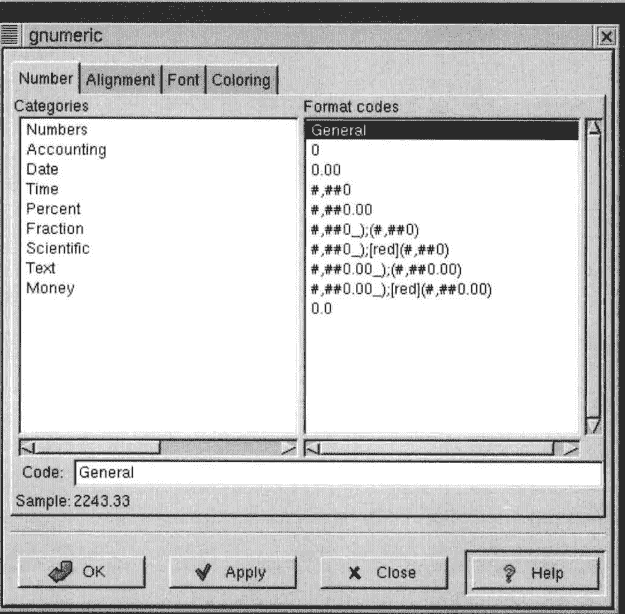 gnumeric
Number Alignment Font Coloring
Categories
Numbers
Accounting
Date
Time
Percent
Fraction
Scientific
Text
Money
Format codes
General
0
0.00
#,##0
#,##0.00
#,##0_);(#,##0)
#,##0_);[red](#,##0)
#,##0.00_);(#,##0.00)
#,##0.00_);[red](#,##0.00)
0.0
Code: General
Sample: 2243.33
OK Apply Close Help